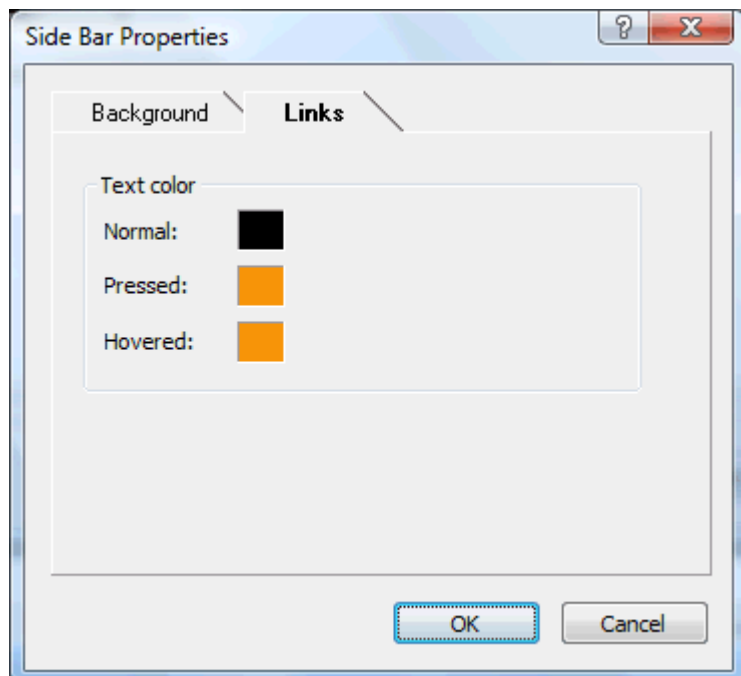 Side Bar Properties
Background Links
Text color
Normal:
Pressed:
Hovered:
OK Cancel